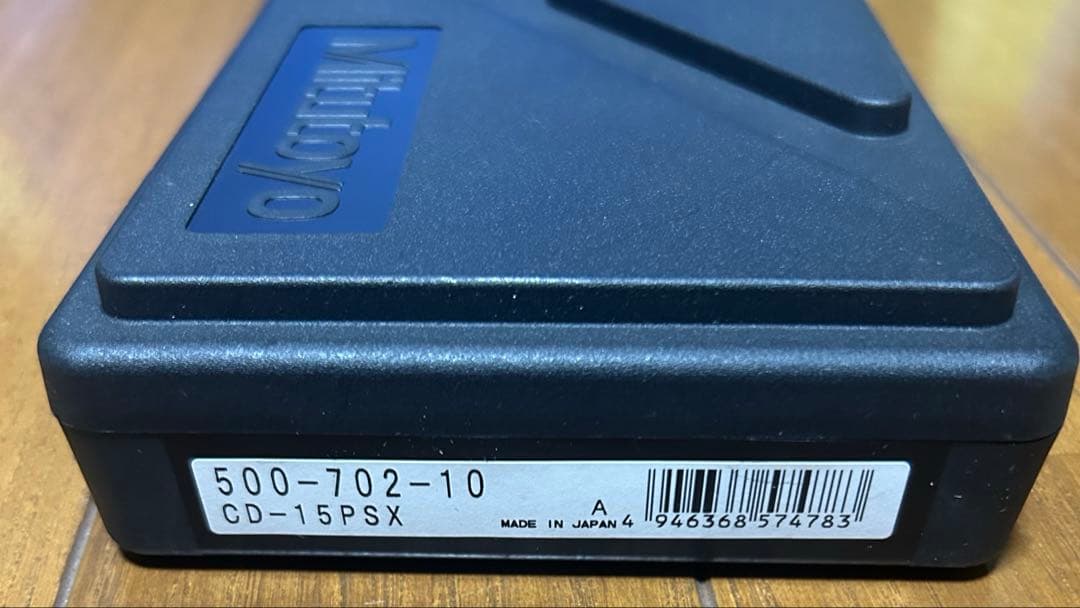 Mitutoyo
500-702-10
CD-15PSX
A
MADE IN JAPAN
4 946368 574783